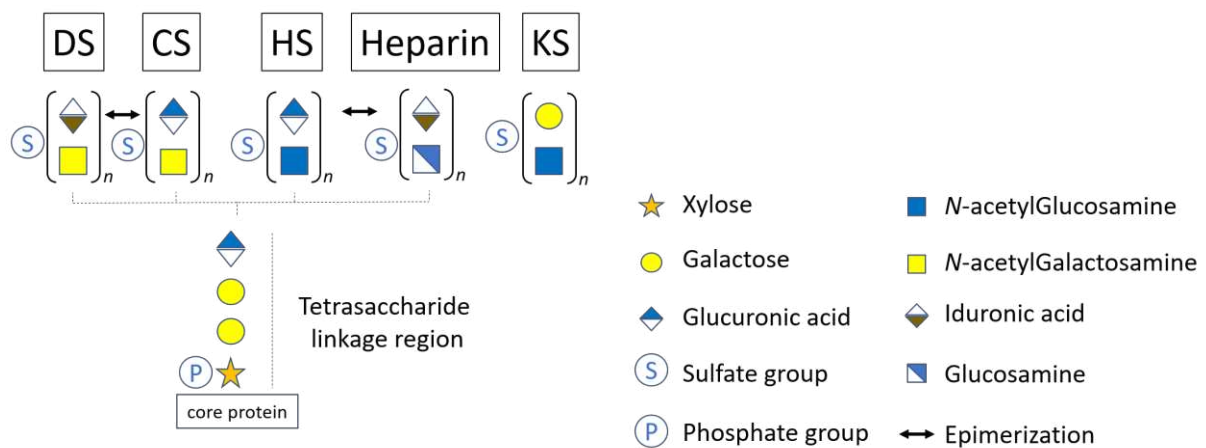 DS CS HS Heparin KS
S S S S S
n n n n n
Tetrasaccharide
linkage region
P
core protein
Xylose N-acetylGlucosamine
Galactose N-acetylGalactosamine
Glucuronic acid Iduronic acid
S Sulfate group Glucosamine
P Phosphate group Epimerization